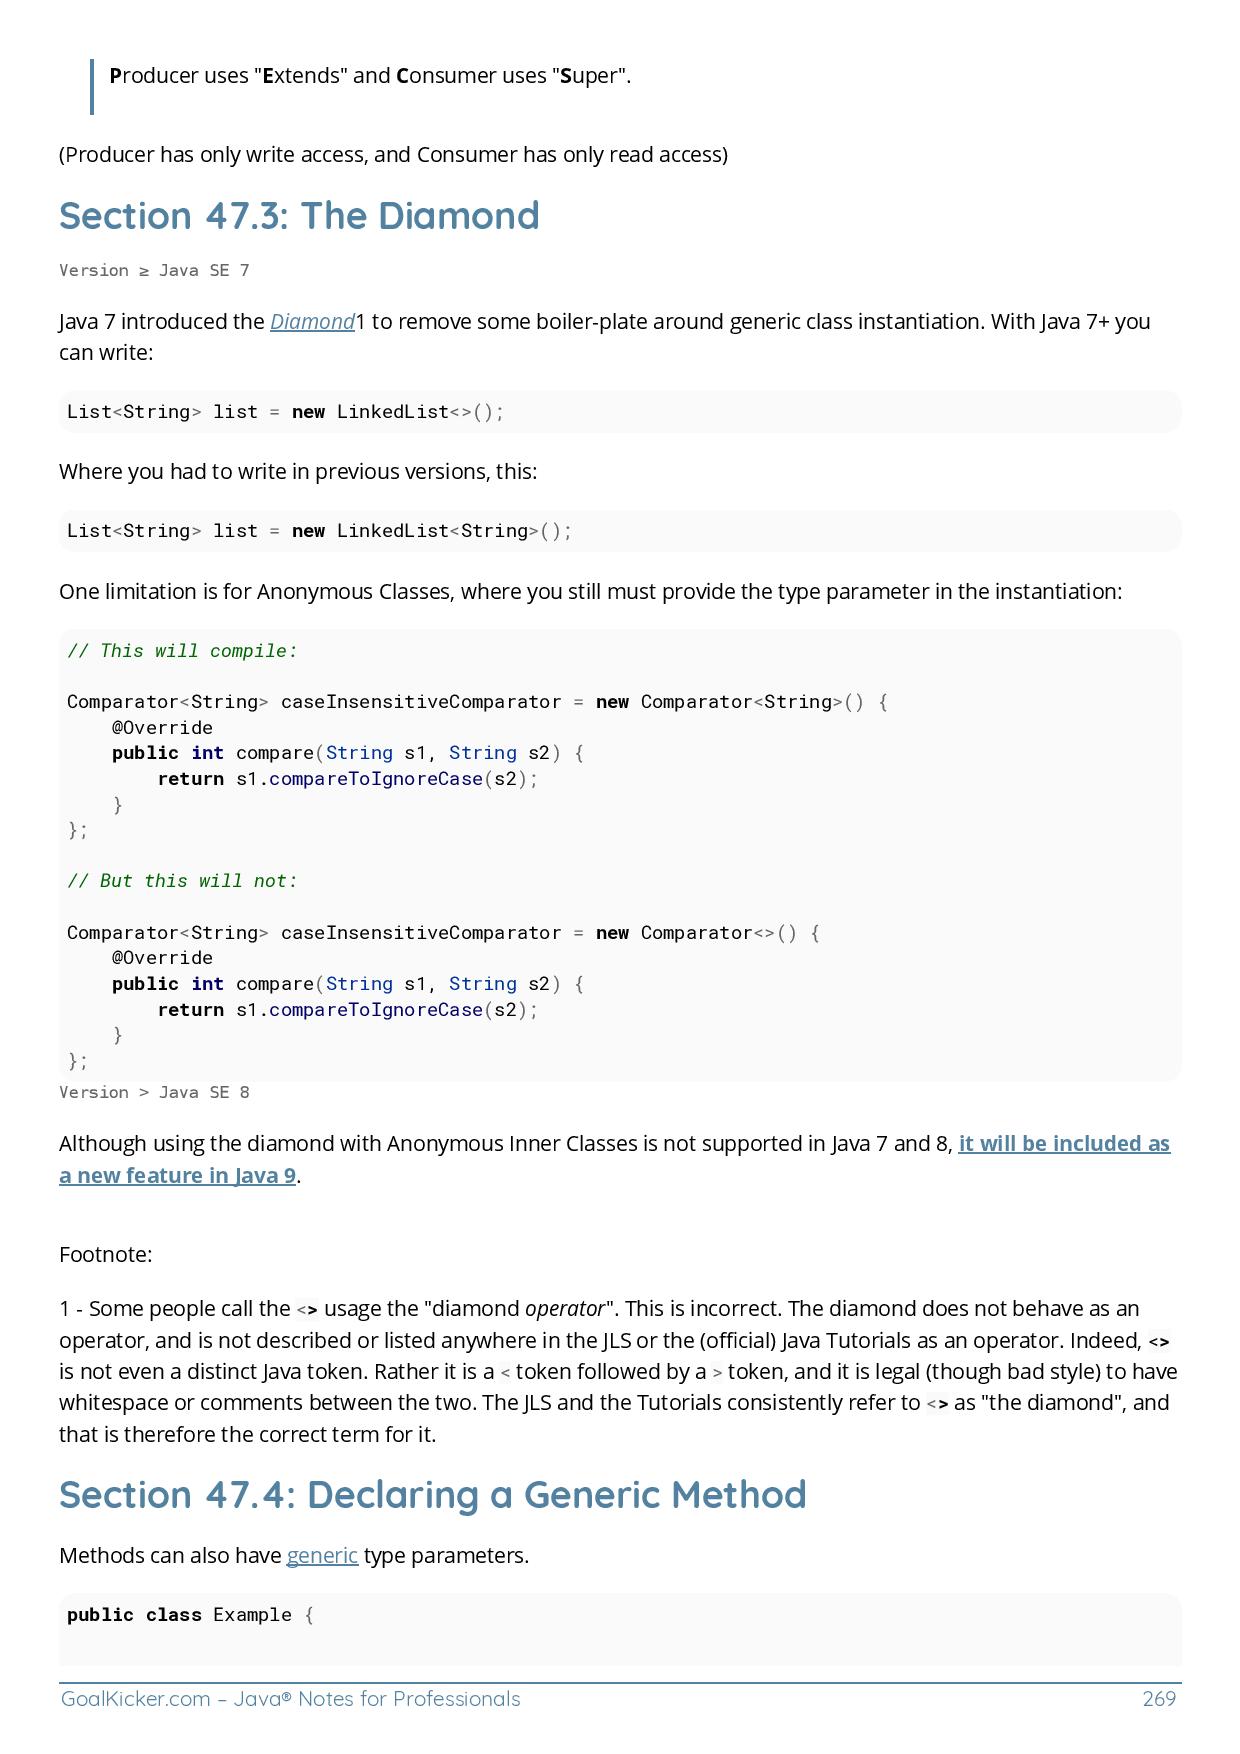 Producer uses "Extends" and Consumer uses "Super".
(Producer has only write access, and Consumer has only read access)
Section 47.3: The Diamond
Version ≥ Java SE 7
Java 7 introduced the Diamond1 to remove some boiler-plate around generic class instantiation. With Java 7+ you
can write:
List<String> list = new LinkedList<>();
Where you had to write in previous versions, this:
List<String> list = new LinkedList<String>();
One limitation is for Anonymous Classes, where you still must provide the type parameter in the instantiation:
// This will compile:
Comparator<String> caseInsensitiveComparator = new Comparator<String>() {
    @Override
    public int compare(String s1, String s2) {
        return s1.compareToIgnoreCase(s2);
    }
};
// But this will not:
Comparator<String> caseInsensitiveComparator = new Comparator<>() {
    @Override
    public int compare(String s1, String s2) {
        return s1.compareToIgnoreCase(s2);
    }
};
Version > Java SE 8
Although using the diamond with Anonymous Inner Classes is not supported in Java 7 and 8, it will be included as
a new feature in Java 9.
Footnote:
1 - Some people call the <> usage the "diamond operator". This is incorrect. The diamond does not behave as an
operator, and is not described or listed anywhere in the JLS or the (official) Java Tutorials as an operator. Indeed, <>
is not even a distinct Java token. Rather it is a < token followed by a > token, and it is legal (though bad style) to have
whitespace or comments between the two. The JLS and the Tutorials consistently refer to <> as "the diamond", and
that is therefore the correct term for it.
Section 47.4: Declaring a Generic Method
Methods can also have generic type parameters.
public class Example {
GoalKicker.com – Java® Notes for Professionals 269